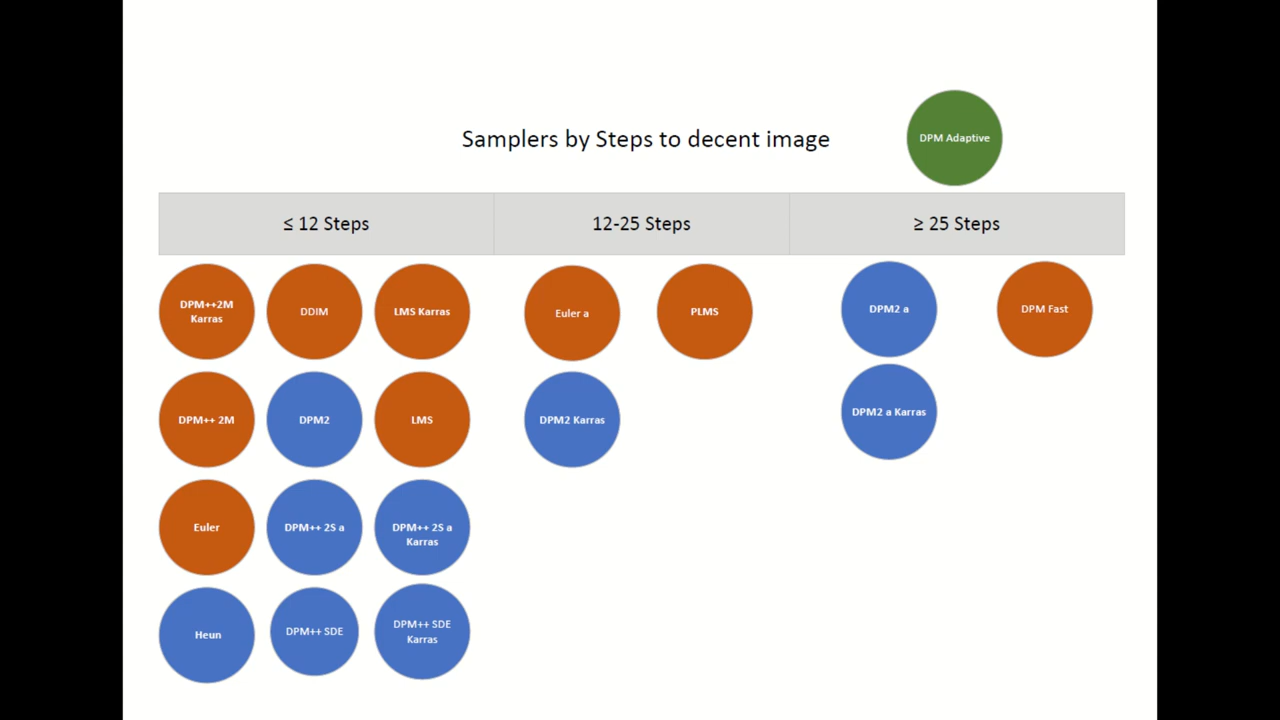 Samplers by Steps to decent image
DPM Adaptive
≤ 12 Steps
12-25 Steps
≥ 25 Steps
DPM++2M
Karras
DDIM
LMS Karras
Euler a
PLMS
DPM2 a
DPM Fast
DPM++ 2M
DPM2
LMS
DPM2 Karras
DPM2 a Karras
Euler
DPM++ 2S a
DPM++ 2S a
Karras
Heun
DPM++ SDE
DPM++ SDE
Karras